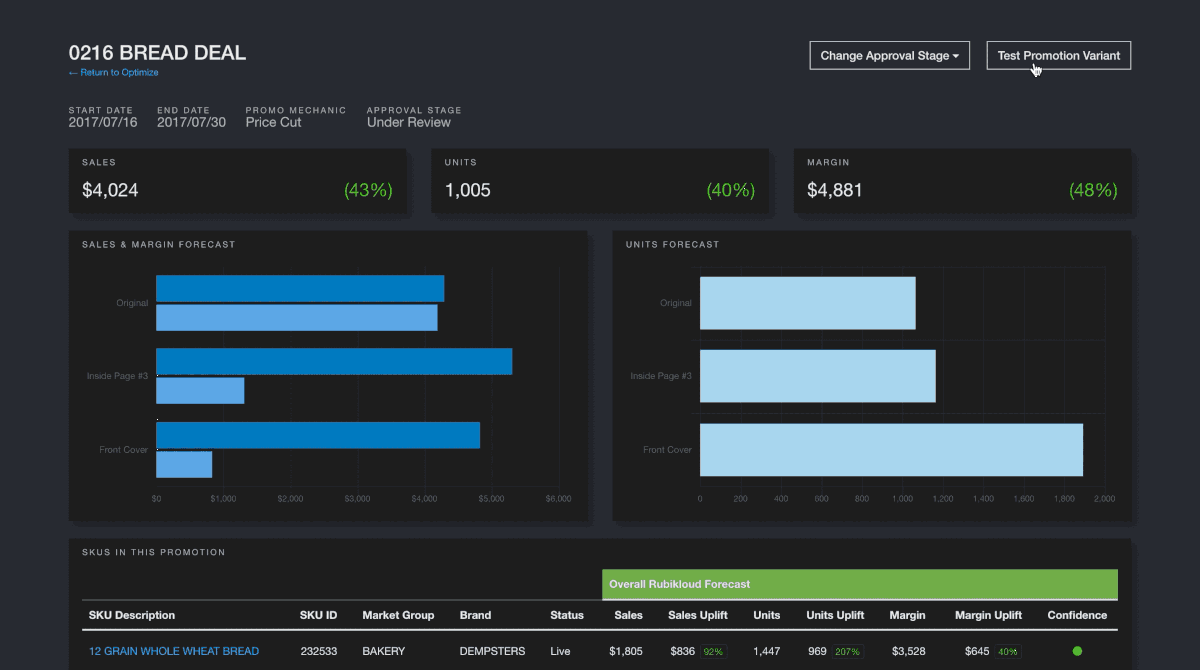 0216 BREAD DEAL
← Return to Optimize
Change Approval Stage
Test Promotion Variant
START DATE END DATE PROMO MECHANIC APPROVAL STAGE
2017/07/16 2017/07/30 Price Cut Under Review
SALES
$4,024 (43%)
UNITS
1,005 (40%)
MARGIN
$4,881 (48%)
SALES & MARGIN FORECAST
Original
Inside Page #3
Front Cover
$0 $1,000 $2,000 $3,000 $4,000 $5,000 $6,000
UNITS FORECAST
Original
Inside Page #3
Front Cover
0 200 400 600 800 1,000 1,200 1,400 1,600 1,800 2,000
SKUS IN THIS PROMOTION
Overall Rubikloud Forecast
SKU Description SKU ID Market Group Brand Status Sales Sales Uplift Units Units Uplift Margin Margin Uplift Confidence
12 GRAIN WHOLE WHEAT BREAD 232533 BAKERY DEMPSTERS Live $1,805 $836 92% 1,447 969 207% $3,528 $645 40%